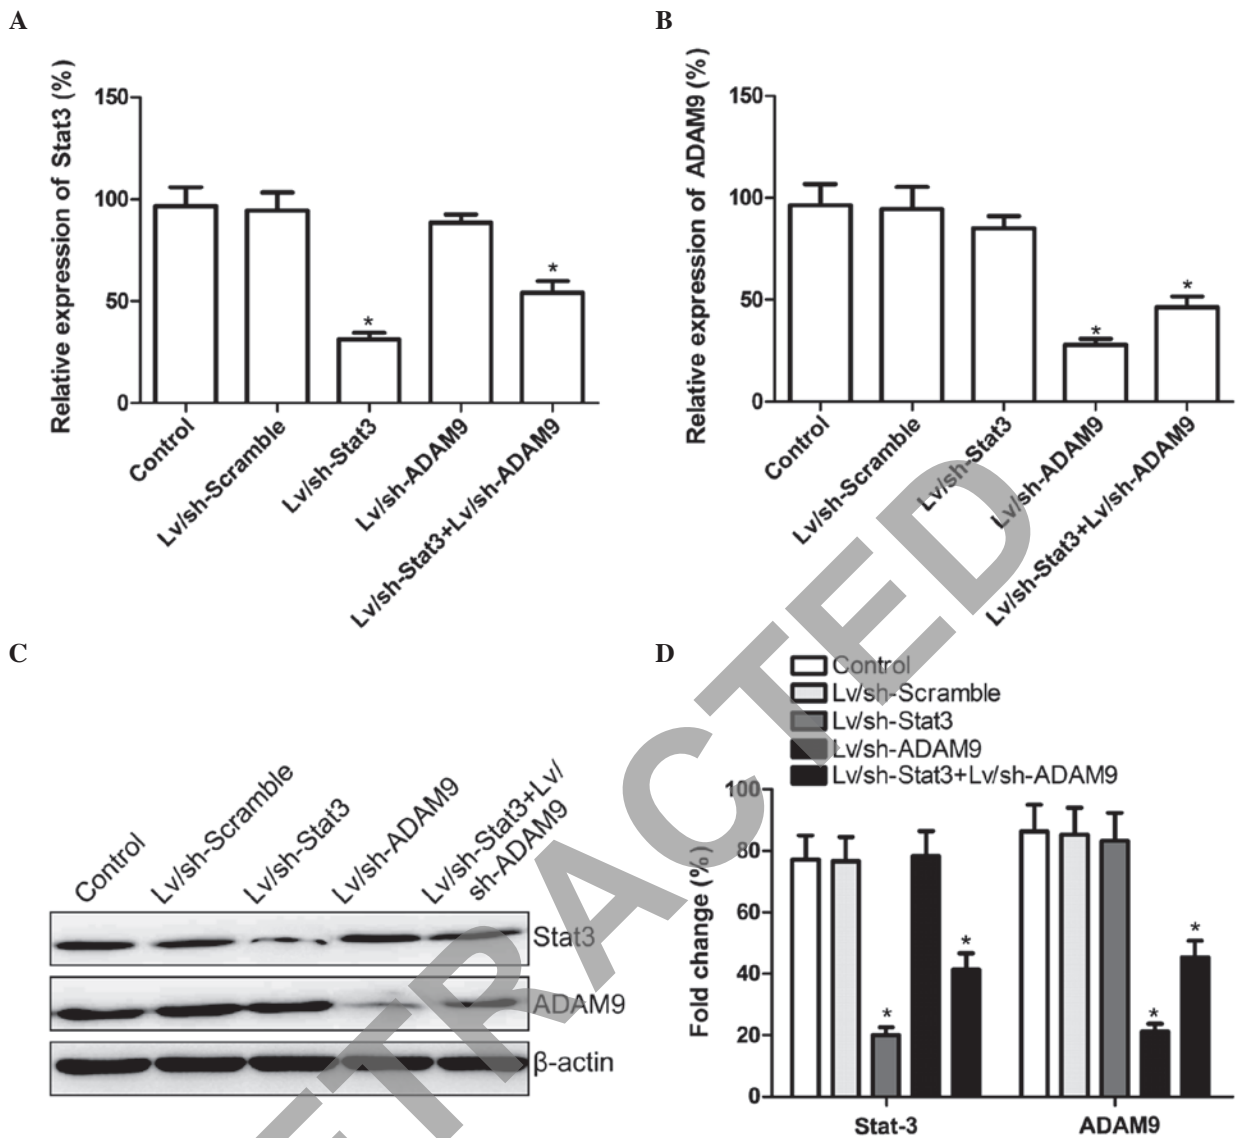 A
Relative expression of Stat3 (%)
150
100
50
0
*
*
Control
Lv/sh-Scramble
Lv/sh-Stat3
Lv/sh-ADAM9
Lv/sh-Stat3+Lv/sh-ADAM9
B
Relative expression of ADAM9 (%)
150
100
50
0
*
*
Control
Lv/sh-Scramble
Lv/sh-Stat3
Lv/sh-ADAM9
Lv/sh-Stat3+Lv/sh-ADAM9
C
Control
Lv/sh-Scramble
Lv/sh-Stat3
Lv/sh-ADAM9
Lv/sh-Stat3+Lv/
sh-ADAM9
Stat3
ADAM9
β-actin
D
Control
Lv/sh-Scramble
Lv/sh-Stat3
Lv/sh-ADAM9
Lv/sh-Stat3+Lv/sh-ADAM9
Fold change (%)
100
80
60
40
20
0
*
*
*
*
Stat-3
ADAM9
RETRACTED